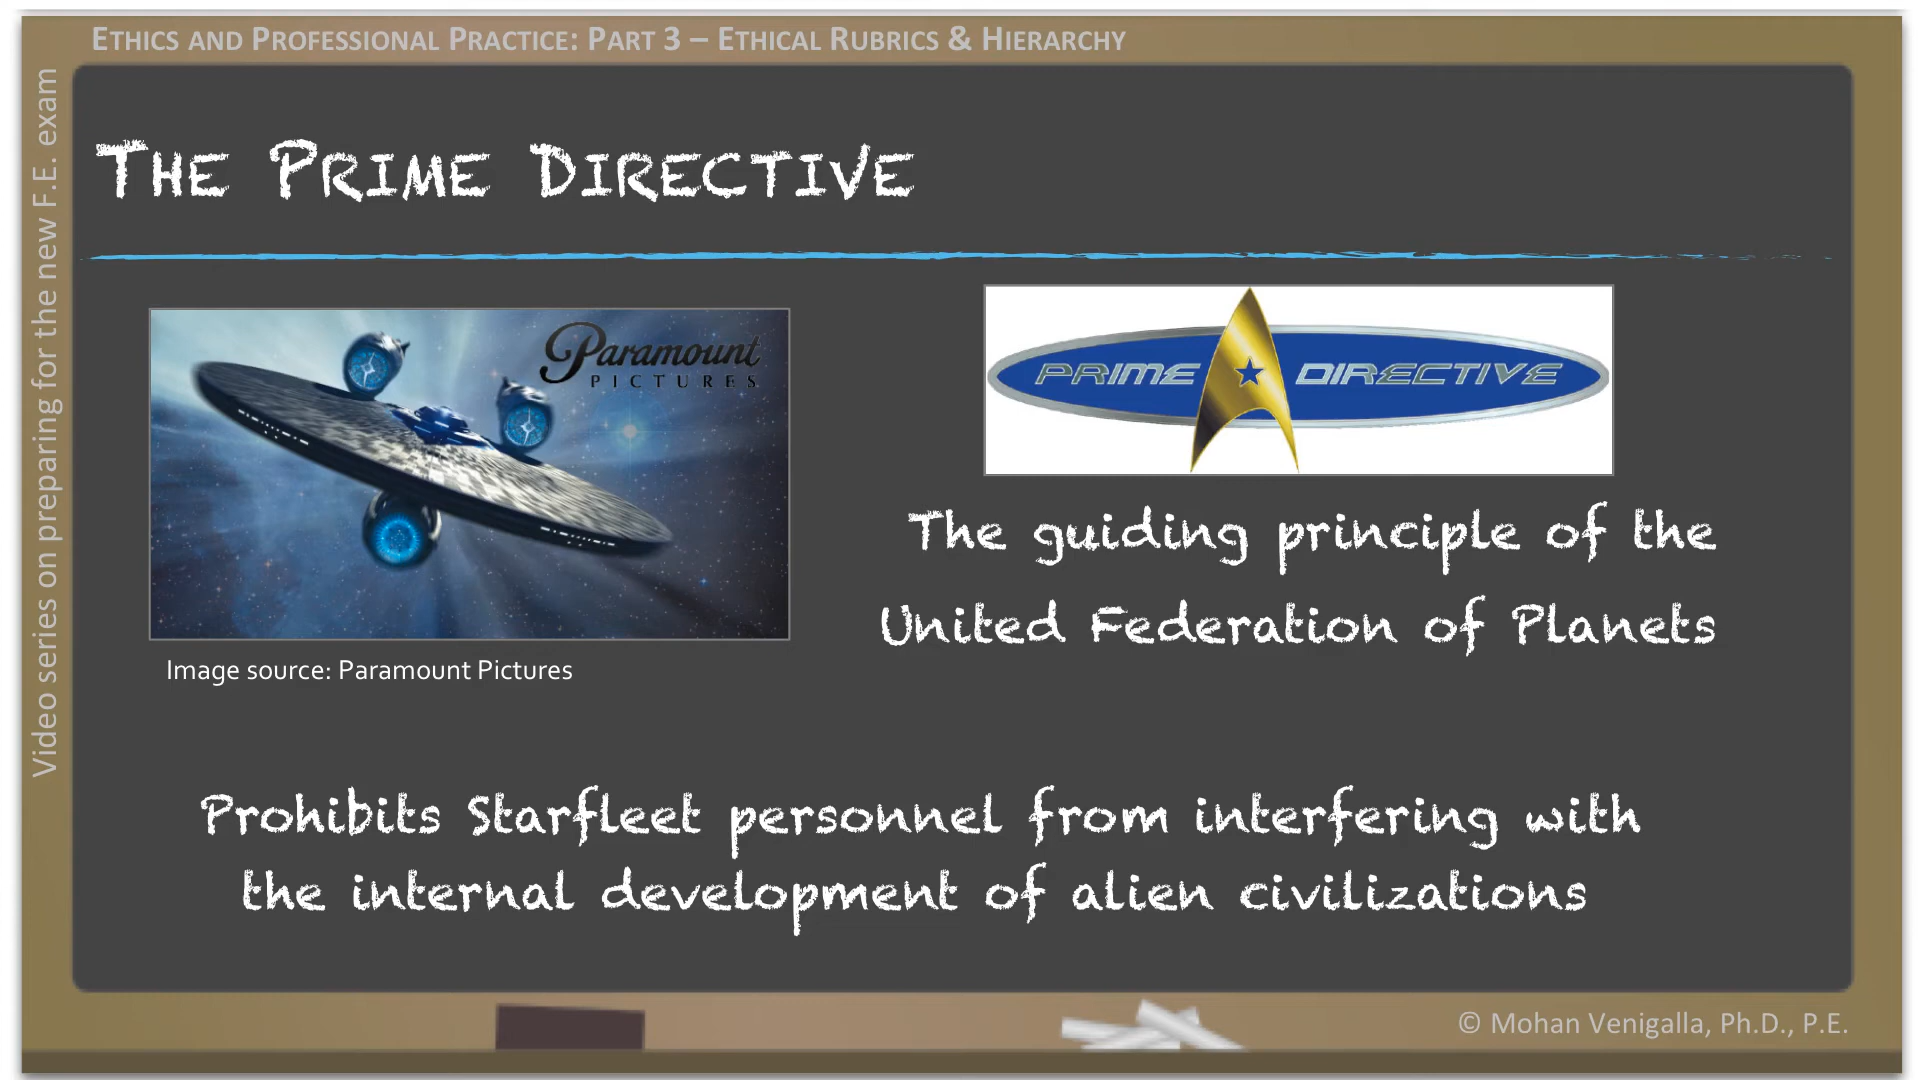 ETHICS AND PROFESSIONAL PRACTICE: PART 3 – ETHICAL RUBRICS & HIERARCHY
Video series on preparing for the new F.E. exam
THE PRIME DIRECTIVE
Paramount
PICTURES
PRIME DIRECTIVE
The guiding principle of the
United Federation of Planets
Image source: Paramount Pictures
Prohibits Starfleet personnel from interfering with
the internal development of alien civilizations
© Mohan Venigalla, Ph.D., P.E.